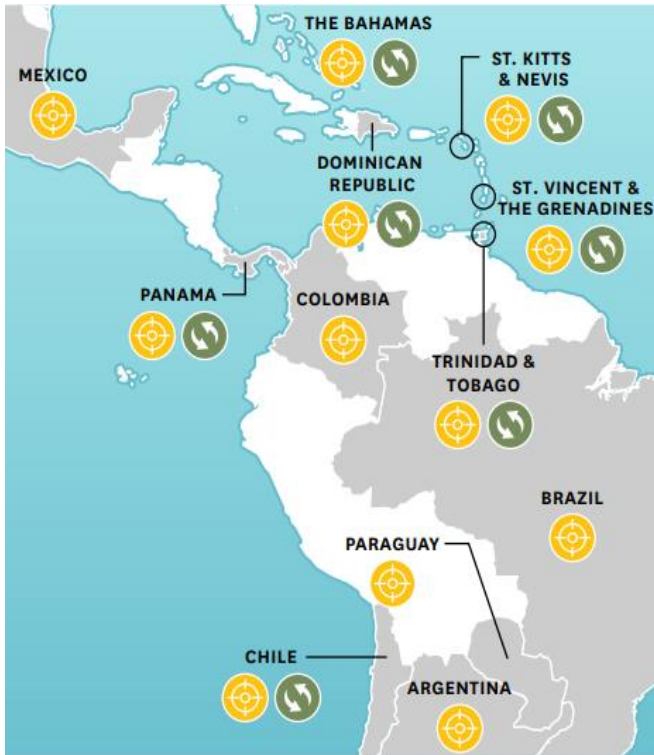 THE BAHAMAS
MEXICO
ST. KITTS
& NEVIS
DOMINICAN
REPUBLIC
ST. VINCENT &
THE GRENADINES
PANAMA
COLOMBIA
TRINIDAD &
TOBAGO
BRAZIL
PARAGUAY
CHILE
ARGENTINA